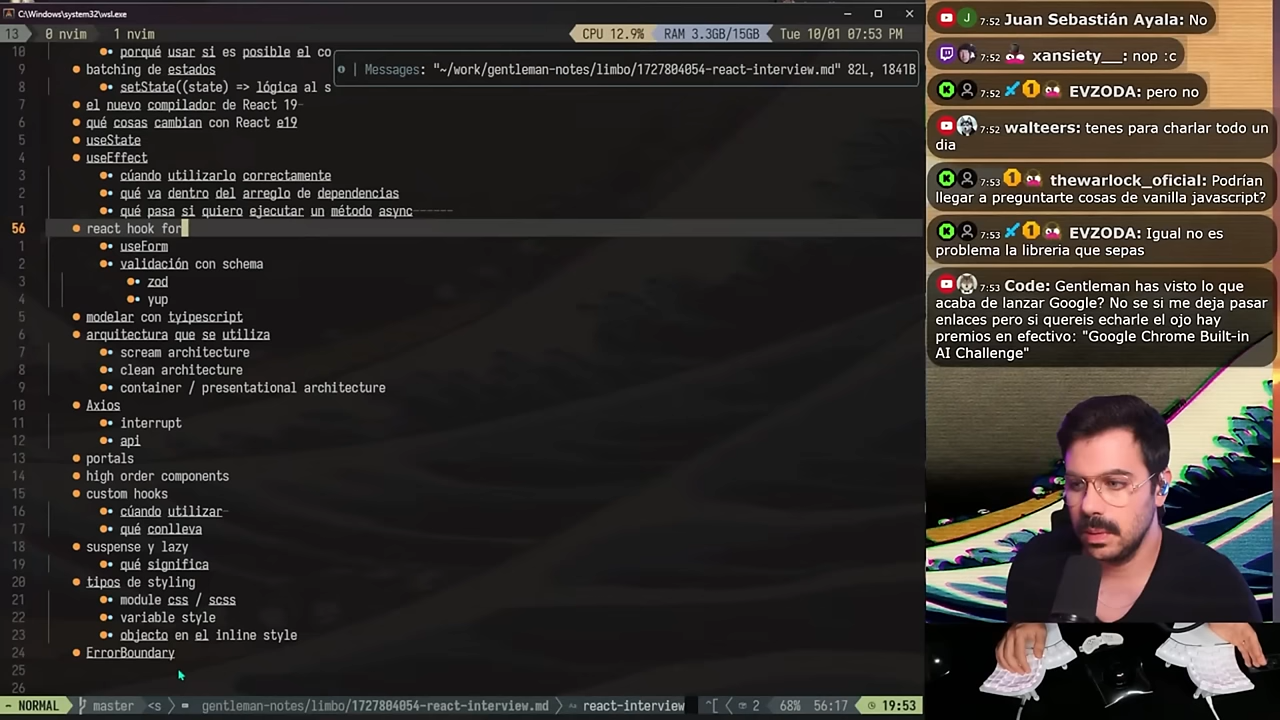 C:\Windows\system32\wsl.exe
13 0 nvim 1 nvim CPU 12.9% RAM 3.3GB/15GB Tue 10/01 07:53 PM
10 porqué usar si es posible el co
Messages: "~/work/gentleman-notes/limbo/1727804054-react-interview.md" 82L, 1841B
9 batching de estados
8 setState((state) => lógica al s
7 el nuevo compilador de React 19
6 qué cosas cambian con React e19
5 useState
4 useEffect
3 cúando utilizarlo correctamente
2 qué va dentro del arreglo de dependencias
1 qué pasa si quiero ejecutar un método async
56 react hook for
1 useForm
2 validación con schema
3 zod
4 yup
5 modelar con tyipescript
6 arquitectura que se utiliza
7 scream architecture
8 clean architecture
9 container / presentational architecture
10 Axios
11 interrupt
12 api
13 portals
14 high order components
15 custom hooks
16 cúando utilizar
17 qué conlleva
18 suspense y lazy
19 qué significa
20 tipos de styling
21 module css / scss
22 variable style
23 objecto en el inline style
24 ErrorBoundary
25
26
- NORMAL master <s gentleman-notes/limbo/1727804054-react-interview.md react-interview ^[ 2 68% 56:17 19:53
J 7:52 Juan Sebastián Ayala: No
7:52 xansiety__: nop :c
7:52 1 EVZODA: pero no
7:52 walteers: tenes para charlar todo un
dia
7:53 1 thewarlock_oficial: Podrían
llegar a preguntarte cosas de vanilla javascript?
7:53 1 EVZODA: Igual no es
problema la libreria que sepas
7:53 Code: Gentleman has visto lo que
acaba de lanzar Google? No se si me deja pasar
enlaces pero si quereis echarle el ojo hay
premios en efectivo: "Google Chrome Built-in
AI Challenge"